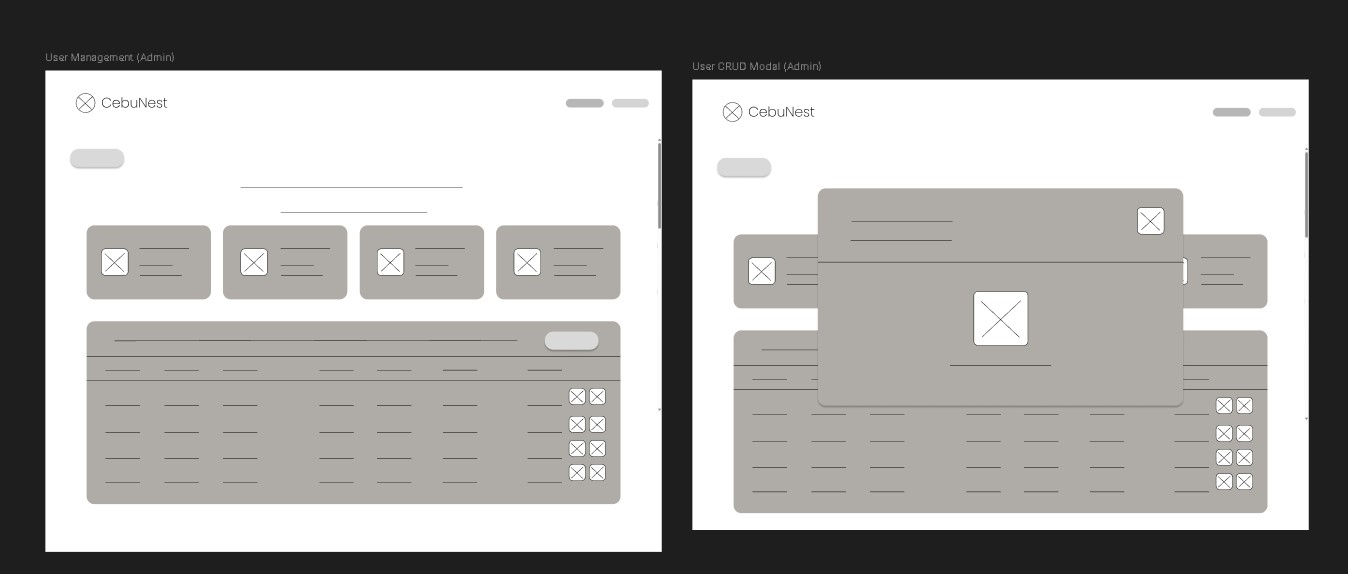 User Management (Admin)
CebuNest
User CRUD Modal (Admin)
CebuNest